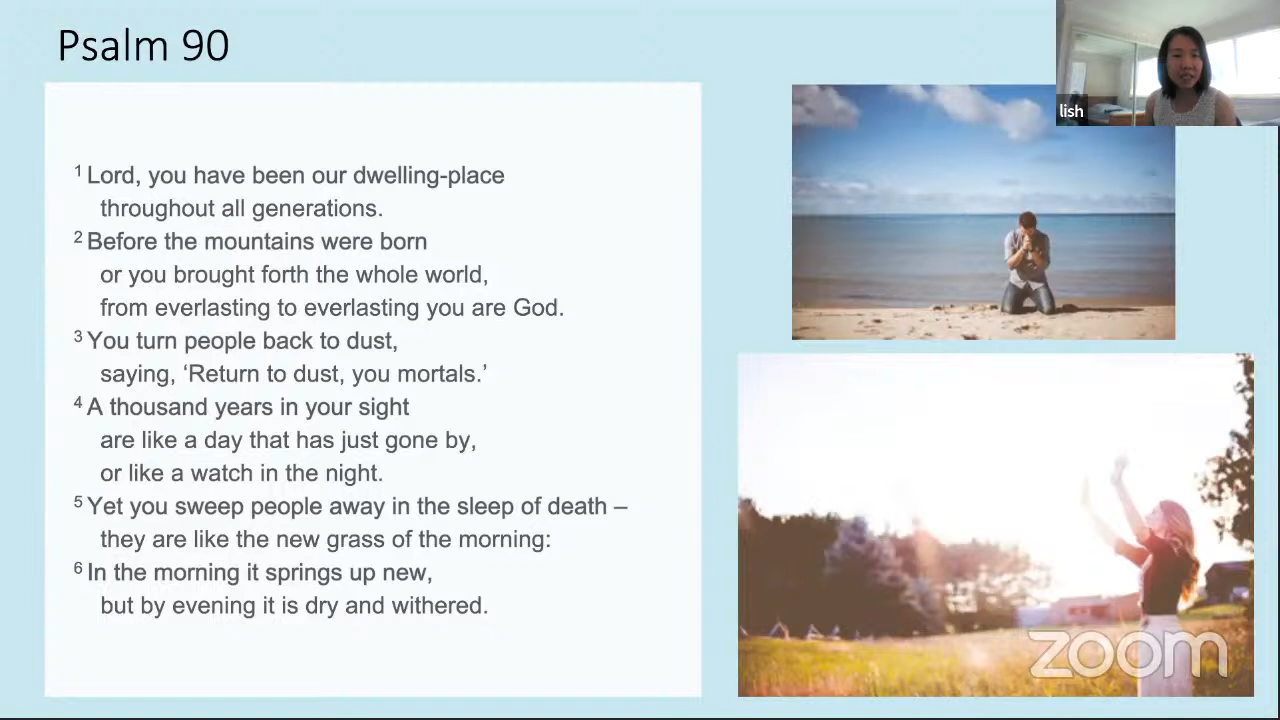 Psalm 90
lish
1 Lord, you have been our dwelling-place
throughout all generations.
2 Before the mountains were born
or you brought forth the whole world,
from everlasting to everlasting you are God.
3 You turn people back to dust,
saying, ‘Return to dust, you mortals.’
4 A thousand years in your sight
are like a day that has just gone by,
or like a watch in the night.
5 Yet you sweep people away in the sleep of death –
they are like the new grass of the morning:
6 In the morning it springs up new,
but by evening it is dry and withered.
zoom